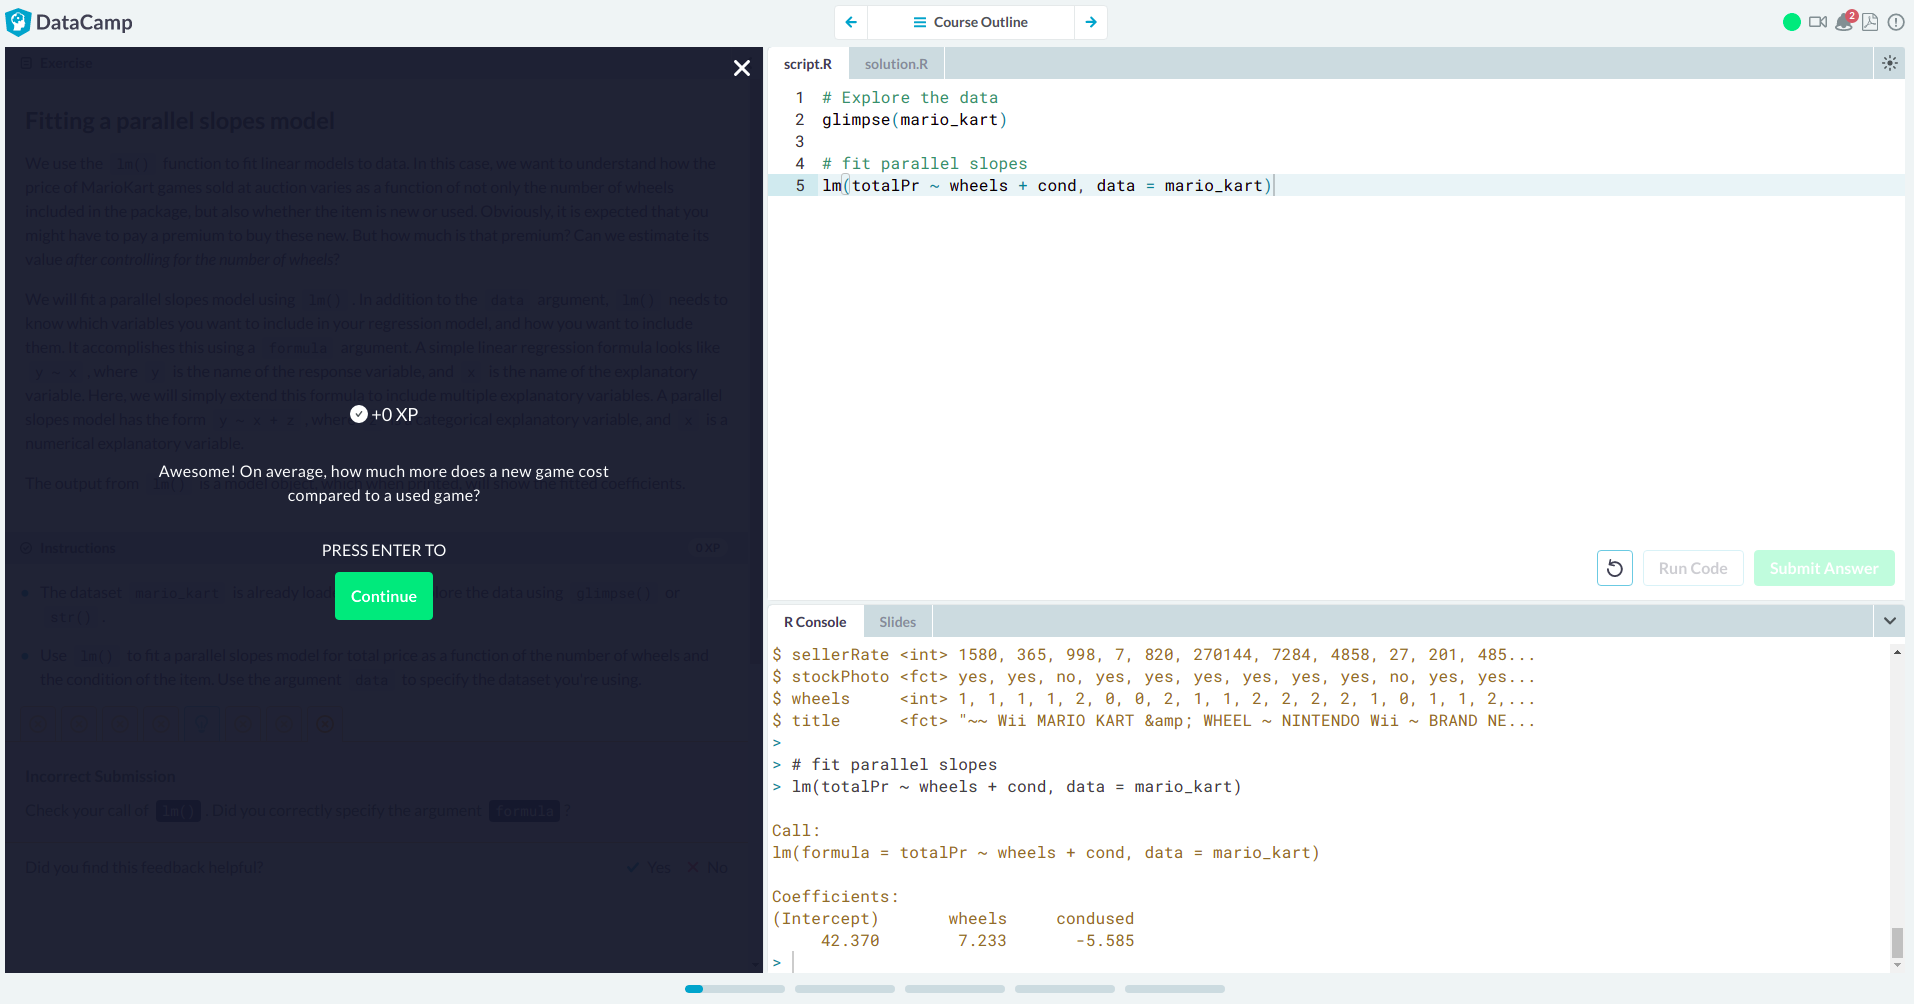 DataCamp
Course Outline
2
Exercise
Fitting a parallel slopes model
We use the lm() function to fit linear models to data. In this case, we want to understand how the
price of MarioKart games sold at auction varies as a function of not only the number of wheels
included in the package, but also whether the item is new or used. Obviously, it is expected that you
might have to pay a premium to buy these new. But how much is that premium? Can we estimate its
value after controlling for the number of wheels?
We will fit a parallel slopes model using lm(). In addition to the data argument, lm() needs to
know which variables you want to include in your regression model, and how you want to include
them. It accomplishes this using a formula argument. A simple linear regression formula looks like
y ~ x, where y is the name of the response variable, and x is the name of the explanatory
variable. Here, we will simply extend this formula to include multiple explanatory variables. A parallel
slopes model has the form y ~ x + z, where categorical explanatory variable, and x is a
numerical explanatory variable.
The output from lm() is a model object, which when printed, will show the fitted coefficients.
+0 XP
Awesome! On average, how much more does a new game cost
compared to a used game?
PRESS ENTER TO
Continue
Instructions
0 XP
The dataset mario_kart is already the data using glimpse() or
str().
Use lm() to fit a parallel slopes model for total price as a function of the number of wheels and
the condition of the item. Use the argument data to specify the dataset you're using.
Incorrect Submission
Check your call of lm(). Did you correctly specify the argument formula?
Did you find this feedback helpful?
Yes
No
script.R
solution.R
1 # Explore the data
2 glimpse(mario_kart)
3
4 # fit parallel slopes
5 lm(totalPr ~ wheels + cond, data = mario_kart)
Run Code
Submit Answer
R Console
Slides
$ sellerRate <int> 1580, 365, 998, 7, 820, 270144, 7284, 4858, 27, 201, 485...
$ stockPhoto <fct> yes, yes, no, yes, yes, yes, yes, yes, yes, no, yes, yes...
$ wheels <int> 1, 1, 1, 1, 2, 0, 0, 2, 1, 1, 2, 2, 2, 2, 1, 0, 1, 1, 2,...
$ title <fct> "~~ Wii MARIO KART &amp; WHEEL ~ NINTENDO Wii ~ BRAND NE...
>
> # fit parallel slopes
> lm(totalPr ~ wheels + cond, data = mario_kart)
Call:
lm(formula = totalPr ~ wheels + cond, data = mario_kart)
Coefficients:
(Intercept) wheels condused
42.370 7.233 -5.585
>